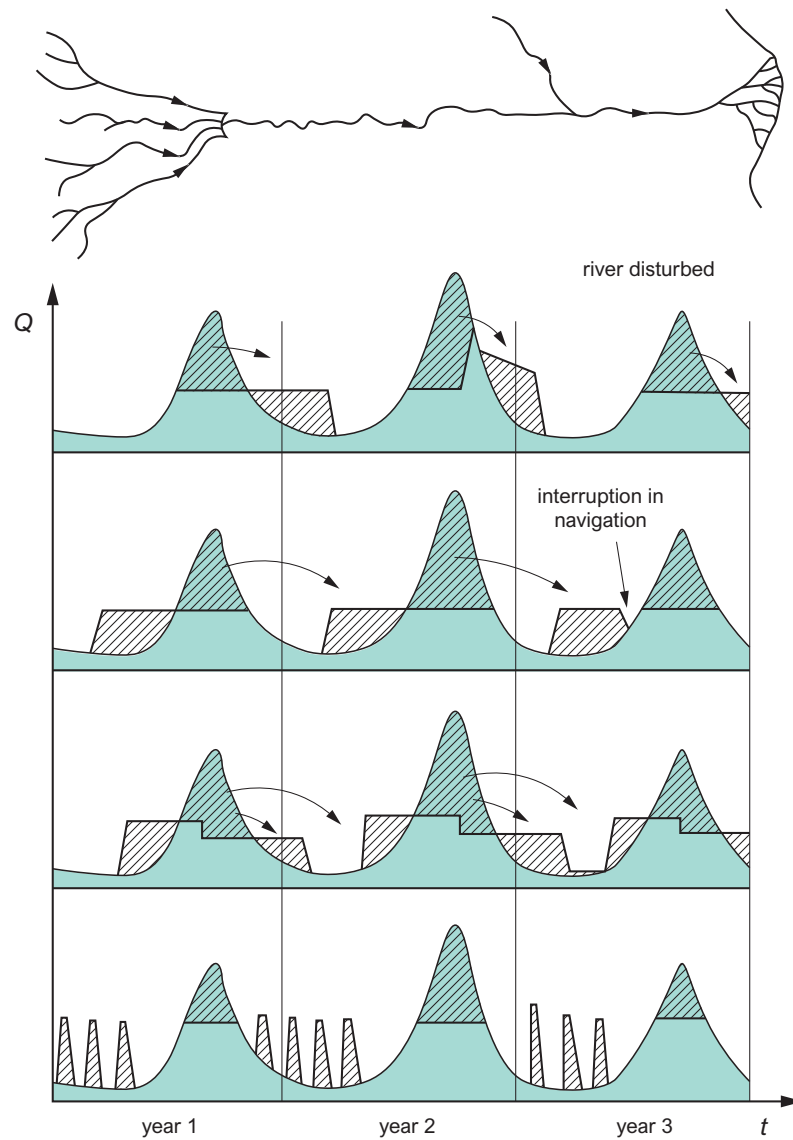 river disturbed
Q
interruption in
navigation
year 1
year 2
year 3
t